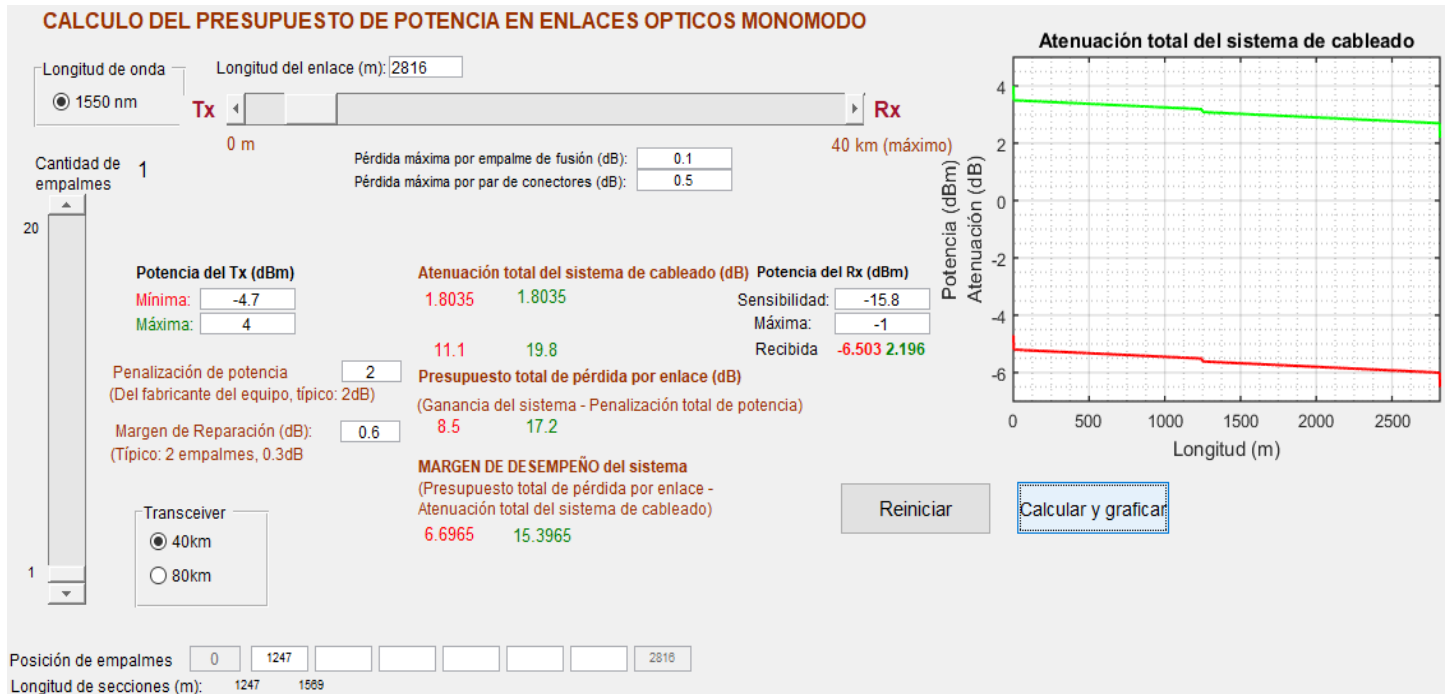 CALCULO DEL PRESUPUESTO DE POTENCIA EN ENLACES OPTICOS MONOMODO
Longitud de onda
1550 nm
Longitud del enlace (m): 2816
Tx
Rx
0 m
40 km (máximo)
Cantidad de
empalmes
1
Pérdida máxima por empalme de fusión (dB): 0.1
Pérdida máxima por par de conectores (dB): 0.5
20
1
Potencia del Tx (dBm)
Mínima: -4.7
Máxima: 4
Atenuación total del sistema de cableado (dB)
1.8035 1.8035
11.1 19.8
Potencia del Rx (dBm)
Sensibilidad: -15.8
Máxima: -1
Recibida -6.503 2.196
Penalización de potencia 2
(Del fabricante del equipo, típico: 2dB)
Margen de Reparación (dB): 0.6
(Típico: 2 empalmes, 0.3dB
Presupuesto total de pérdida por enlace (dB)
(Ganancia del sistema - Penalización total de potencia)
8.5 17.2
MARGEN DE DESEMPEÑO del sistema
(Presupuesto total de pérdida por enlace -
Atenuación total del sistema de cableado)
6.6965 15.3965
Transceiver
40km
80km
Reiniciar
Calcular y graficar
Posición de empalmes 0 1247 2816
Longitud de secciones (m): 1247 1569
Atenuación total del sistema de cableado
Potencia (dBm)
Atenuación (dB)
4
2
0
-2
-4
-6
0 500 1000 1500 2000 2500
Longitud (m)